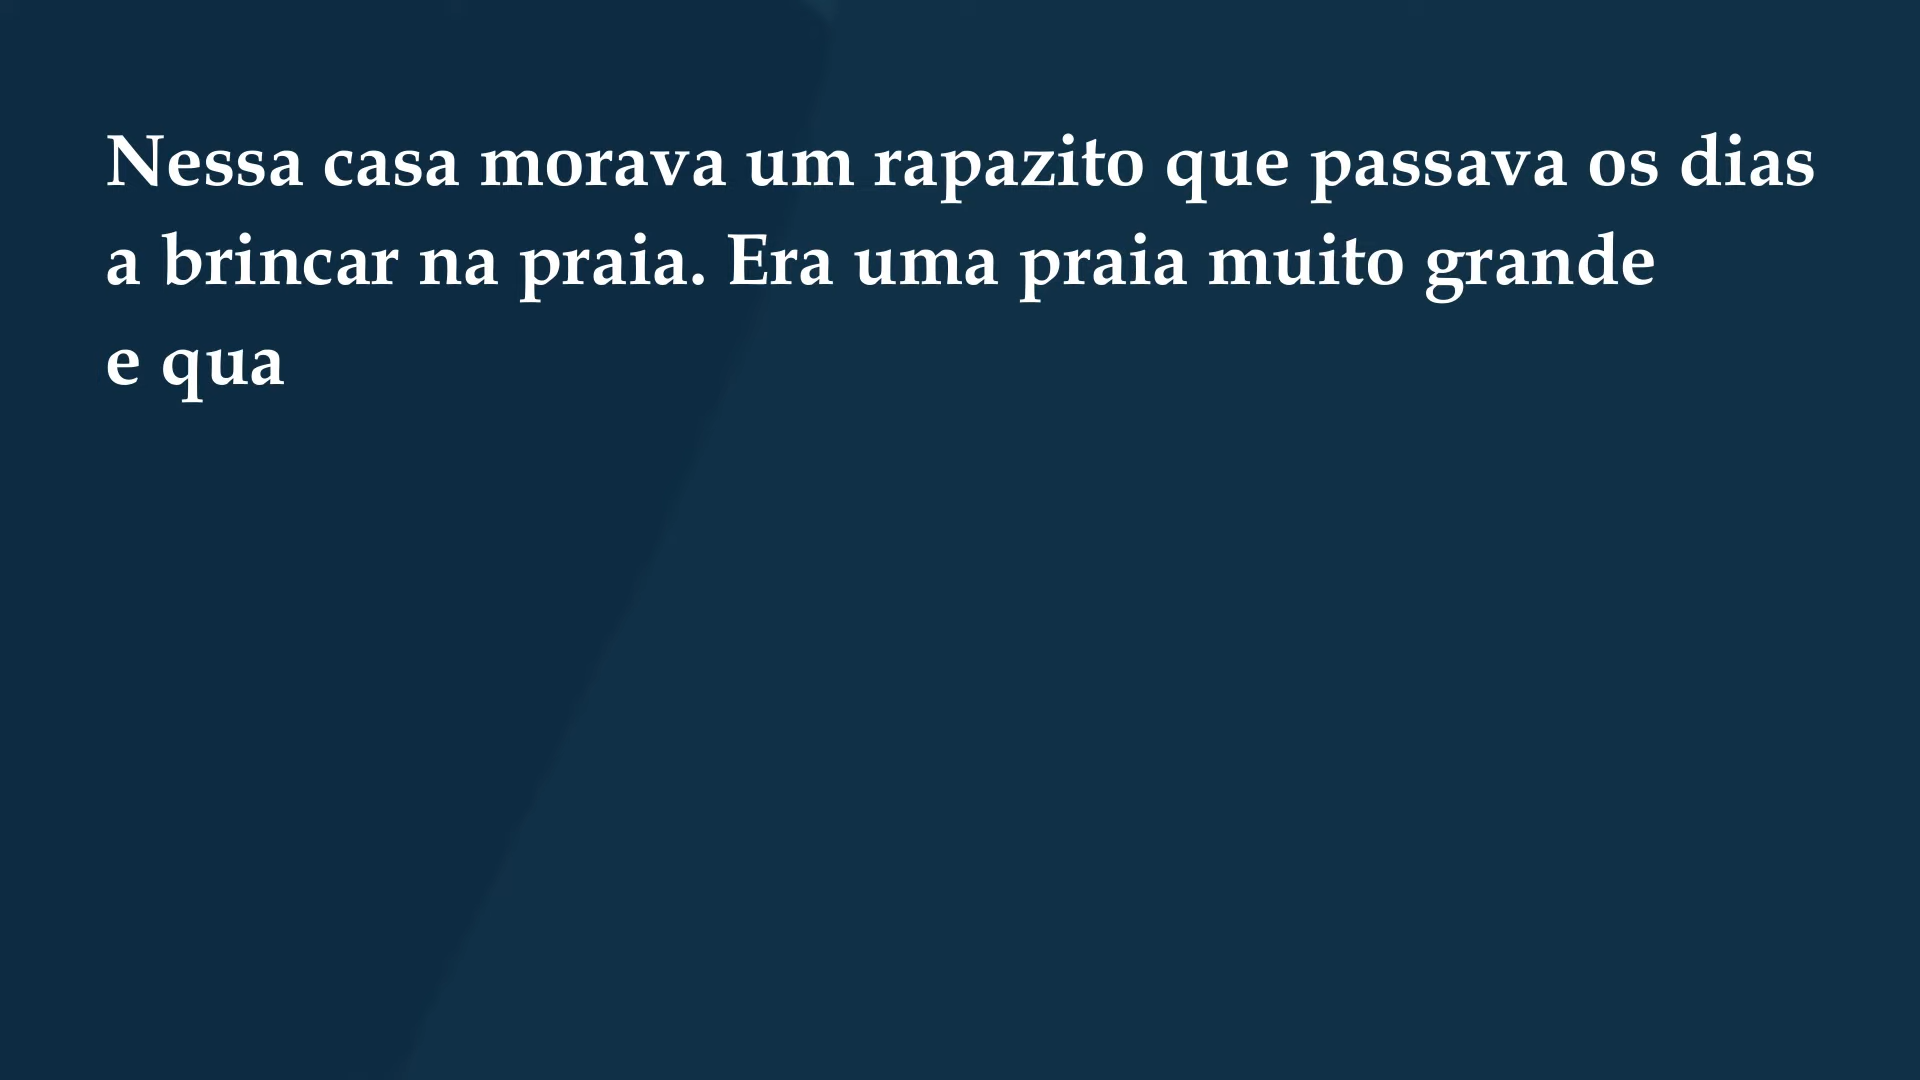 Nessa casa morava um rapazito que passava os dias
a brincar na praia. Era uma praia muito grande
e qua